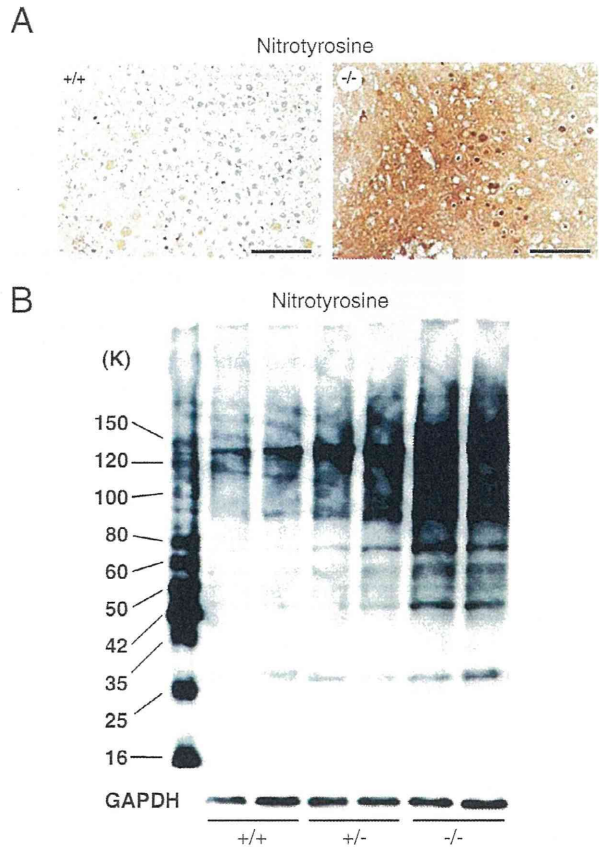 A
Nitrotyrosine
+/+
-/-
B
Nitrotyrosine
(K)
150
120
100
80
60
50
42
35
25
16
GAPDH
+/+ +/- -/-